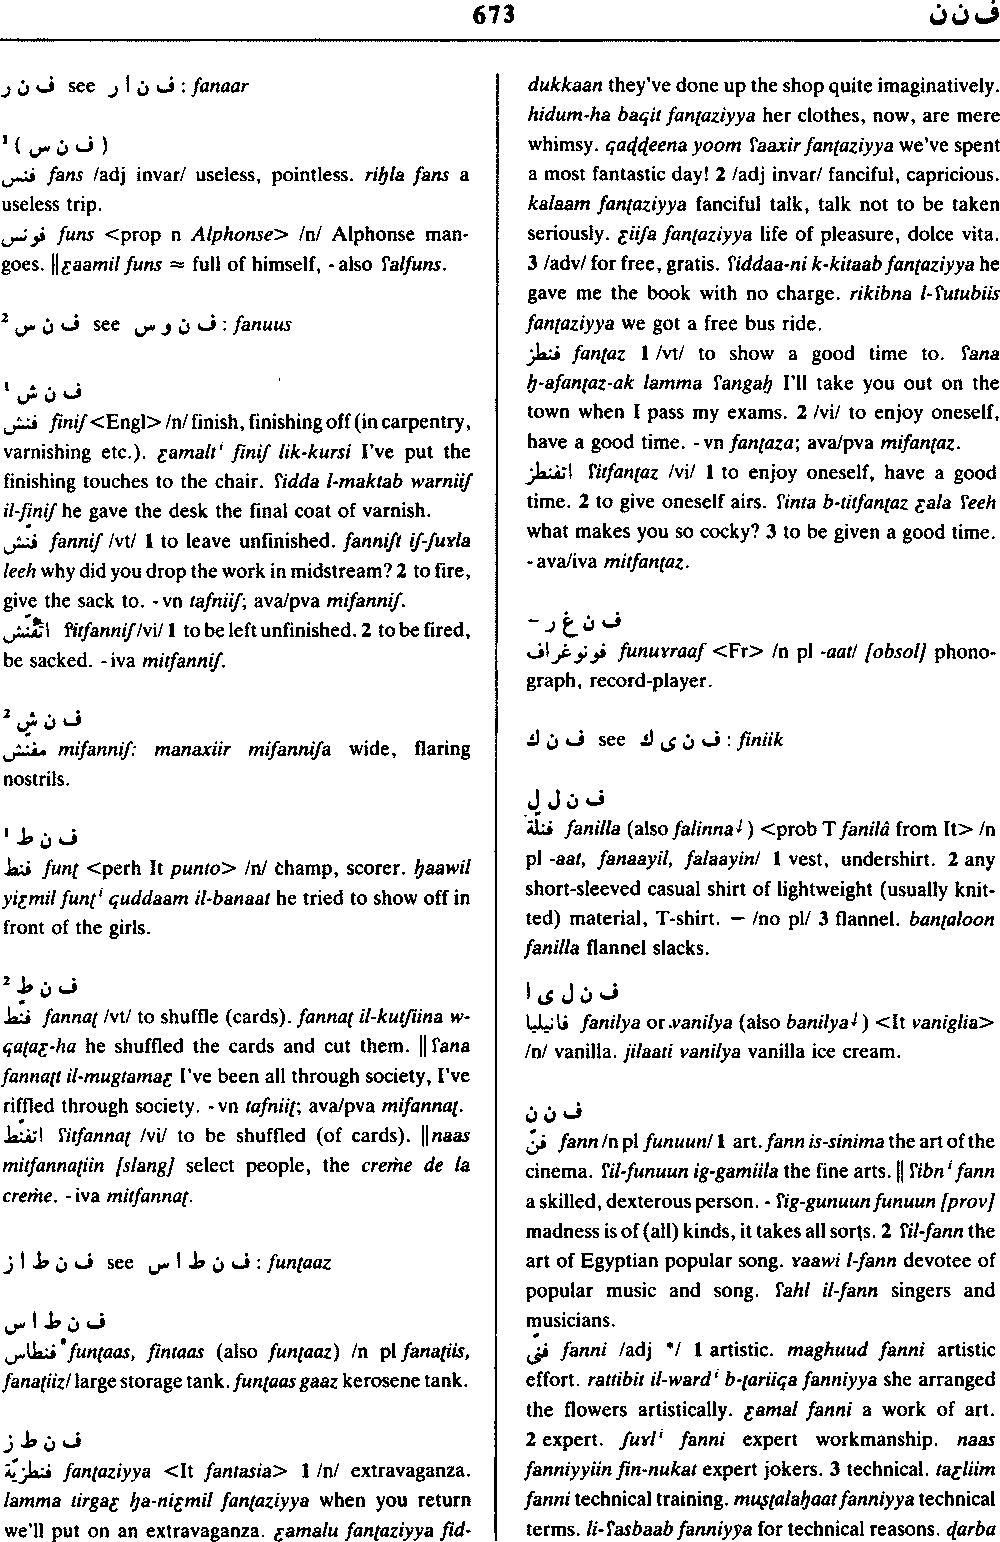 673
ف ن ن
ف ن ر see ف ن ا ر : fanaar
(ف ن س) ¹
فنس fans /adj invar/ useless, pointless. riḥla fans a
useless trip.
فونس funs <prop n Alphonse> /n/ Alphonse man-
goes. ‖ ɛaamil funs ≈ full of himself, - also ʕalfuns.
ف ن س ² see ف ن و س : fanuus
ف ن ش ¹
فنش finiʃ <Engl> /n/ finish, finishing off (in carpentry,
varnishing etc.). ɛamaltⁱ finiʃ lik-kursi I've put the
finishing touches to the chair. ʕidda l-maktab warniiʃ
il-finiʃ he gave the desk the final coat of varnish.
فنّش fanniʃ /vt/ 1 to leave unfinished. fanniʃt iʃ-ʃuɣla
leeh why did you drop the work in midstream? 2 to fire,
give the sack to. - vn tafniiʃ; ava/pva mifanniʃ.
اتفنّش ʕitfanniʃ /vi/ 1 to be left unfinished. 2 to be fired,
be sacked. - iva mitfanniʃ.
ف ن ش ²
مفنّش mifanniʃ: manaxiir mifanniʃa wide, flaring
nostrils.
ف ن ط ¹
فنط funṭ <perh It punto> /n/ champ, scorer. ḥaawil
yiɛmil funṭⁱ quddaam il-banaat he tried to show off in
front of the girls.
ف ن ط ²
فنّط fannaṭ /vt/ to shuffle (cards). fannaṭ il-kutʃiina w-
qaṭaɛ-ha he shuffled the cards and cut them. ‖ ʕana
fannaṭt il-mugtamaɛ I've been all through society, I've
riffled through society. - vn tafniiṭ; ava/pva mifannaṭ.
اتفنّط ʕitfannaṭ /vi/ to be shuffled (of cards). ‖ naas
mitfannaṭiin [slang] select people, the crème de la
crème. - iva mitfannaṭ.
ف ن ط ا ز see ف ن ط ا س : funṭaaz
ف ن ط ا س
فنطاس funṭaas, fintaas (also funṭaaz) /n pl fanaṭiis,
fanaṭiiz/ large storage tank. funṭaas gaaz kerosene tank.
ف ن ط ز
فنطزيّة fanṭaziyya <It fantasia> 1 /n/ extravaganza.
lamma tirgaɛ ḥa-niɛmil fanṭaziyya when you return
we'll put on an extravaganza. ɛamalu fanṭaziyya fid-
dukkaan they've done up the shop quite imaginatively.
hidum-ha baqit fanṭaziyya her clothes, now, are mere
whimsy. qaḍḍeena yoom ʕaaxir fanṭaziyya we've spent
a most fantastic day! 2 /adj invar/ fanciful, capricious.
kalaam fanṭaziyya fanciful talk, talk not to be taken
seriously. ɛiiʃa fanṭaziyya life of pleasure, dolce vita.
3 /adv/ for free, gratis. ʕiddaa-ni k-kitaab fanṭaziyya he
gave me the book with no charge. rikibna l-ʕutubiis
fanṭaziyya we got a free bus ride.
فنطز fanṭaz 1 /vt/ to show a good time to. ʕana
ḥ-afanṭaz-ak lamma ʕangaḥ I'll take you out on the
town when I pass my exams. 2 /vi/ to enjoy oneself,
have a good time. - vn fanṭaza; ava/pva mifanṭaz.
اتفنطز ʕitfanṭaz /vi/ 1 to enjoy oneself, have a good
time. 2 to give oneself airs. ʕinta b-titfanṭaz ɛala ʕeeh
what makes you so cocky? 3 to be given a good time.
- ava/iva mitfanṭaz.
ف ن غ ر –
فونوغراف funuɣraaf <Fr> /n pl -aat/ [obsol] phono-
graph, record-player.
ف ن ك see ف ن ى ك : finiik
ف ن ل ل
فنلّة fanilla (also falinna↓) <prob T fanilâ from It> /n
pl -aat, fanaayil, falaayin/ 1 vest, undershirt. 2 any
short-sleeved casual shirt of lightweight (usually knit-
ted) material, T-shirt. — /no pl/ 3 flannel. banṭaloon
fanilla flannel slacks.
ف ن ل ى ا
فانيليا fanilya or vanilya (also banilya↓) <It vaniglia>
/n/ vanilla. jilaati vanilya vanilla ice cream.
ف ن ن
فنّ fann /n pl funuun/ 1 art. fann is-sinima the art of the
cinema. ʕil-funuun ig-gamiila the fine arts. ‖ ʕibnⁱ fann
a skilled, dexterous person. - ʕig-gunuun funuun [prov]
madness is of (all) kinds, it takes all sorts. 2 ʕil-fann the
art of Egyptian popular song. ɣaawi l-fann devotee of
popular music and song. ʕahl il-fann singers and
musicians.
فنّي fanni /adj */ 1 artistic. maghuud fanni artistic
effort. rattibit il-wardⁱ b-ṭariiqa fanniyya she arranged
the flowers artistically. ɛamal fanni a work of art.
2 expert. ʃuɣlⁱ fanni expert workmanship. naas
fanniyyiin fin-nukat expert jokers. 3 technical. taɛliim
fanni technical training. muṣṭalaḥaat fanniyya technical
terms. li-ʕasbaab fanniyya for technical reasons. ḍarba